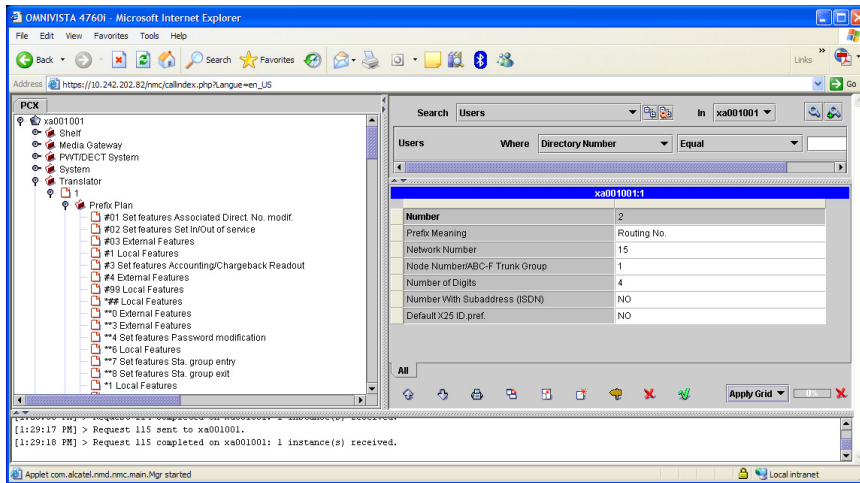 OMNIVISTA 4760i - Microsoft Internet Explorer
File Edit View Favorites Tools Help
Back Search Favorites Links
Address https://10.242.202.82/nmc/callindex.php?Langue=en_US Go
PCX
xa001001
Shelf
Media Gateway
PWT/DECT System
System
Translator
1
Prefix Plan
#01 Set features Associated Direct. No. modif.
#02 Set features Set In/Out of service
#03 External Features
#1 Local Features
#3 Set features Accounting/Chargeback Readout
#4 External Features
#99 Local Features
*## Local Features
**0 External Features
**3 External Features
**4 Set features Password modification
**6 Local Features
**7 Set features Sta. group entry
**8 Set features Sta. group exit
*1 Local Features
Search Users In xa001001
Users Where Directory Number Equal
xa001001:1
Number 2
Prefix Meaning Routing No.
Network Number 15
Node Number/ABC-F Trunk Group 1
Number of Digits 4
Number With Subaddress (ISDN) NO
Default X25 ID.pref. NO
All
Apply Grid 0%
[1:29:17 PM] > Request 115 sent to xa001001.
[1:29:18 PM] > Request 115 completed on xa001001: 1 instance(s) received.
Applet com.alcatel.nmd.nmc.main.Mgr started Local intranet